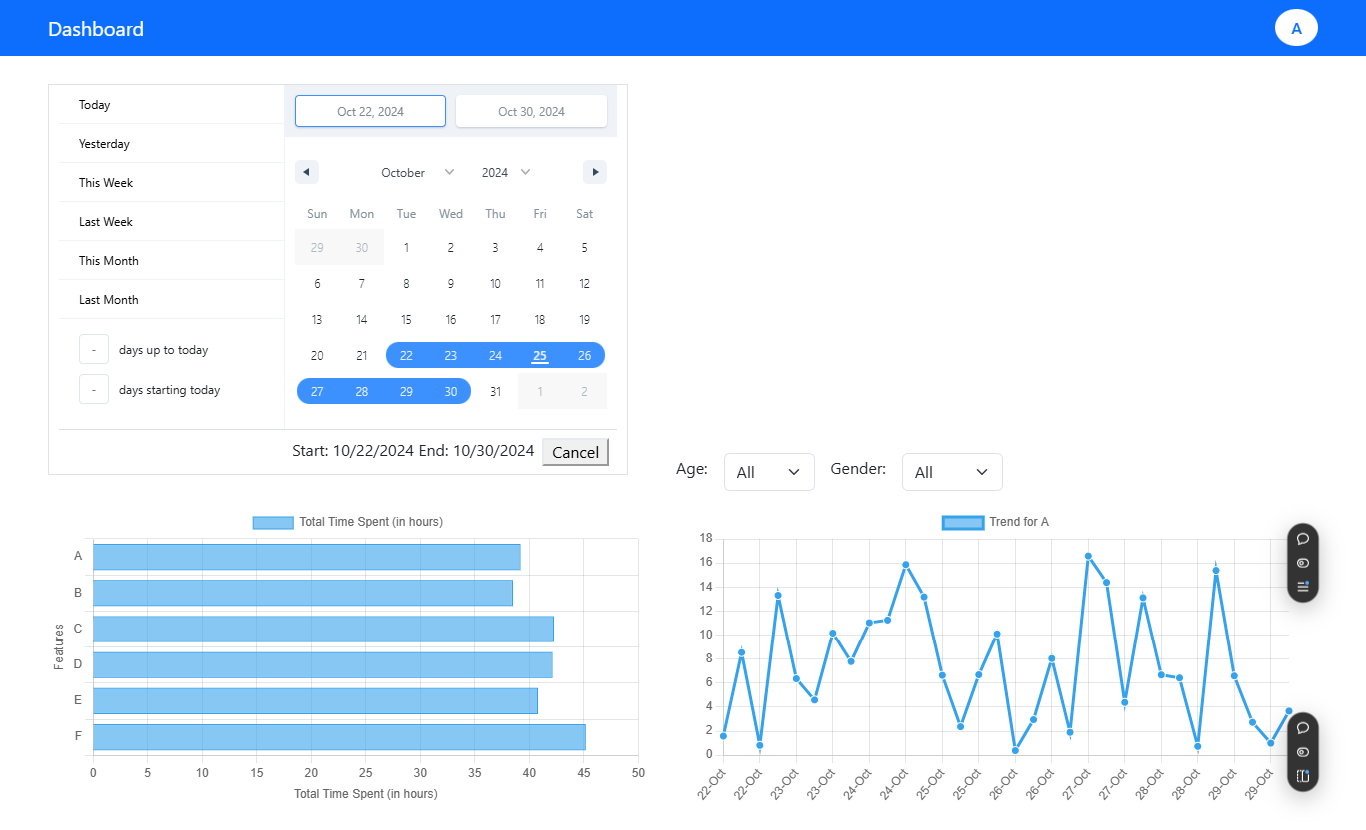 Dashboard
A
Today
Yesterday
This Week
Last Week
This Month
Last Month
- days up to today
- days starting today
Oct 22, 2024 Oct 30, 2024
October 2024
Sun Mon Tue Wed Thu Fri Sat
29 30 1 2 3 4 5
6 7 8 9 10 11 12
13 14 15 16 17 18 19
20 21 22 23 24 25 26
27 28 29 30 31 1 2
Start: 10/22/2024 End: 10/30/2024 Cancel
Age: All Gender: All
Total Time Spent (in hours)
Features
A
B
C
D
E
F
0 5 10 15 20 25 30 35 40 45 50
Total Time Spent (in hours)
Trend for A
18
16
14
12
10
8
6
4
2
0
22-Oct 22-Oct 23-Oct 23-Oct 24-Oct 24-Oct 25-Oct 25-Oct 26-Oct 26-Oct 27-Oct 27-Oct 28-Oct 28-Oct 29-Oct 29-Oct